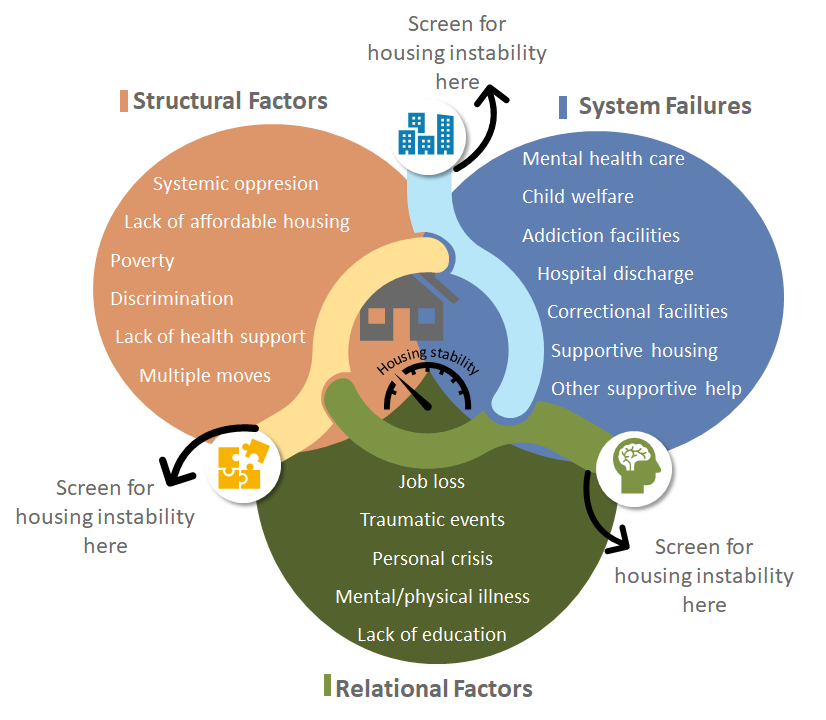 Screen for
housing instability
here
Structural Factors
System Failures
Systemic oppresion
Lack of affordable housing
Poverty
Discrimination
Lack of health support
Multiple moves
Mental health care
Child welfare
Addiction facilities
Hospital discharge
Correctional facilities
Supportive housing
Other supportive help
Housing stability
Screen for
housing instability
here
Job loss
Traumatic events
Personal crisis
Mental/physical illness
Lack of education
Screen for
housing instability
here
Relational Factors